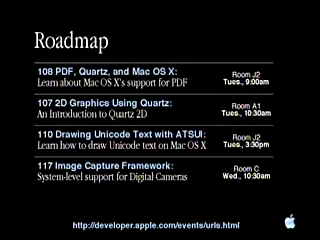 Roadmap
108 PDF, Quartz, and Mac OS X:
Learn about Mac OS X's support for PDF
Room J2
Tues., 9:00am
107 2D Graphics Using Quartz:
An Introduction to Quartz 2D
Room A1
Tues., 10:30am
110 Drawing Unicode Text with ATSUI:
Learn how to draw Unicode text on Mac OS X
Room J2
Tues., 3:30pm
117 Image Capture Framework:
System-level support for Digital Cameras
Room C
Wed., 10:30am
http://developer.apple.com/events/urls.html